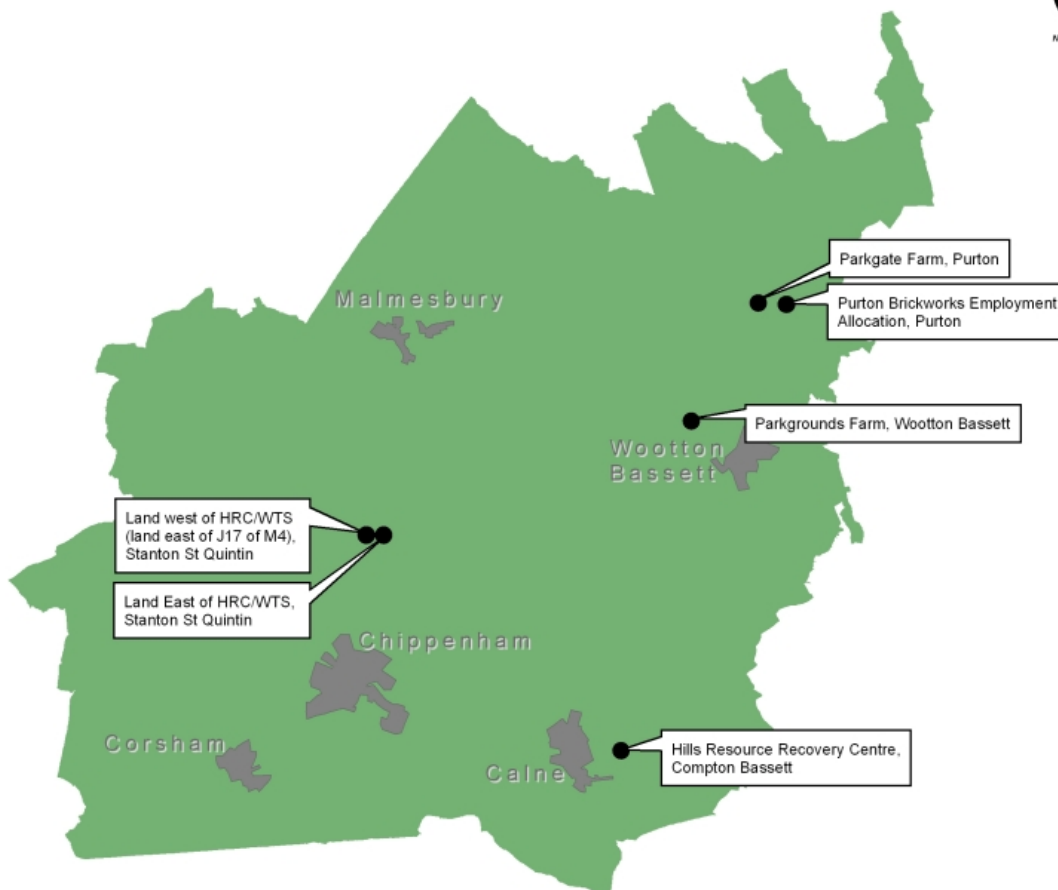 N
Parkgate Farm, Purton
Malmesbury
Purton Brickworks Employment
Allocation, Purton
Parkgrounds Farm, Wootton Bassett
Wootton
Bassett
Land west of HRC/WTS
(land east of J17 of M4),
Stanton St Quintin
Land East of HRC/WTS,
Stanton St Quintin
Chippenham
Corsham
Hills Resource Recovery Centre,
Compton Bassett
Calne